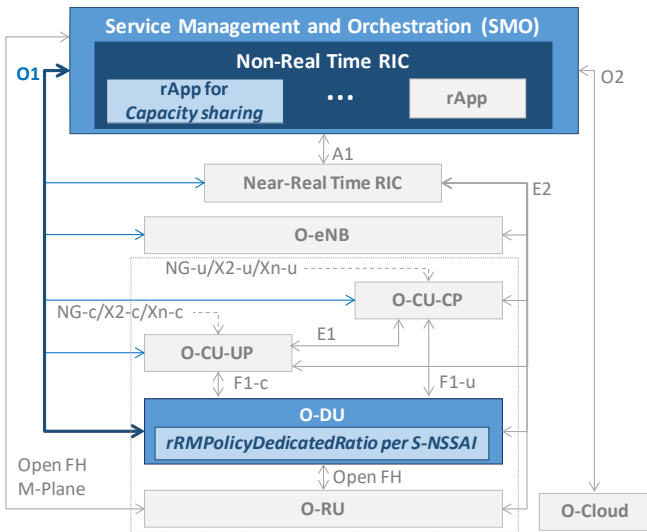 Service Management and Orchestration (SMO)
Non-Real Time RIC
O1
rApp for
Capacity sharing
...
rApp
O2
A1
Near-Real Time RIC
E2
O-eNB
NG-u/X2-u/Xn-u
O-CU-CP
NG-c/X2-c/Xn-c
E1
O-CU-UP
F1-c
F1-u
O-DU
rRMPolicyDedicatedRatio per S-NSSAI
Open FH
M-Plane
Open FH
O-RU
O-Cloud